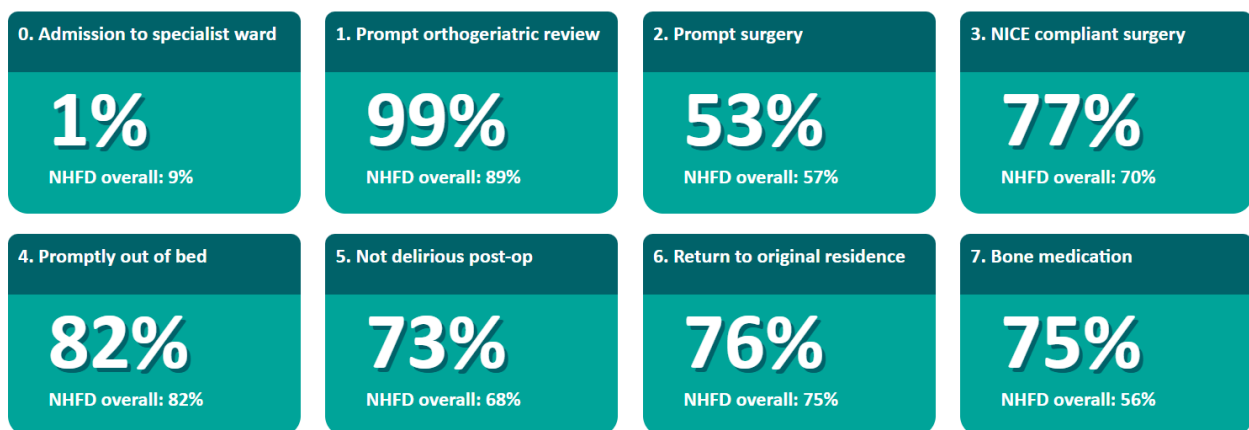 0. Admission to specialist ward
1%
NHFD overall: 9%
1. Prompt orthogeriatric review
99%
NHFD overall: 89%
2. Prompt surgery
53%
NHFD overall: 57%
3. NICE compliant surgery
77%
NHFD overall: 70%
4. Promptly out of bed
82%
NHFD overall: 82%
5. Not delirious post-op
73%
NHFD overall: 68%
6. Return to original residence
76%
NHFD overall: 75%
7. Bone medication
75%
NHFD overall: 56%